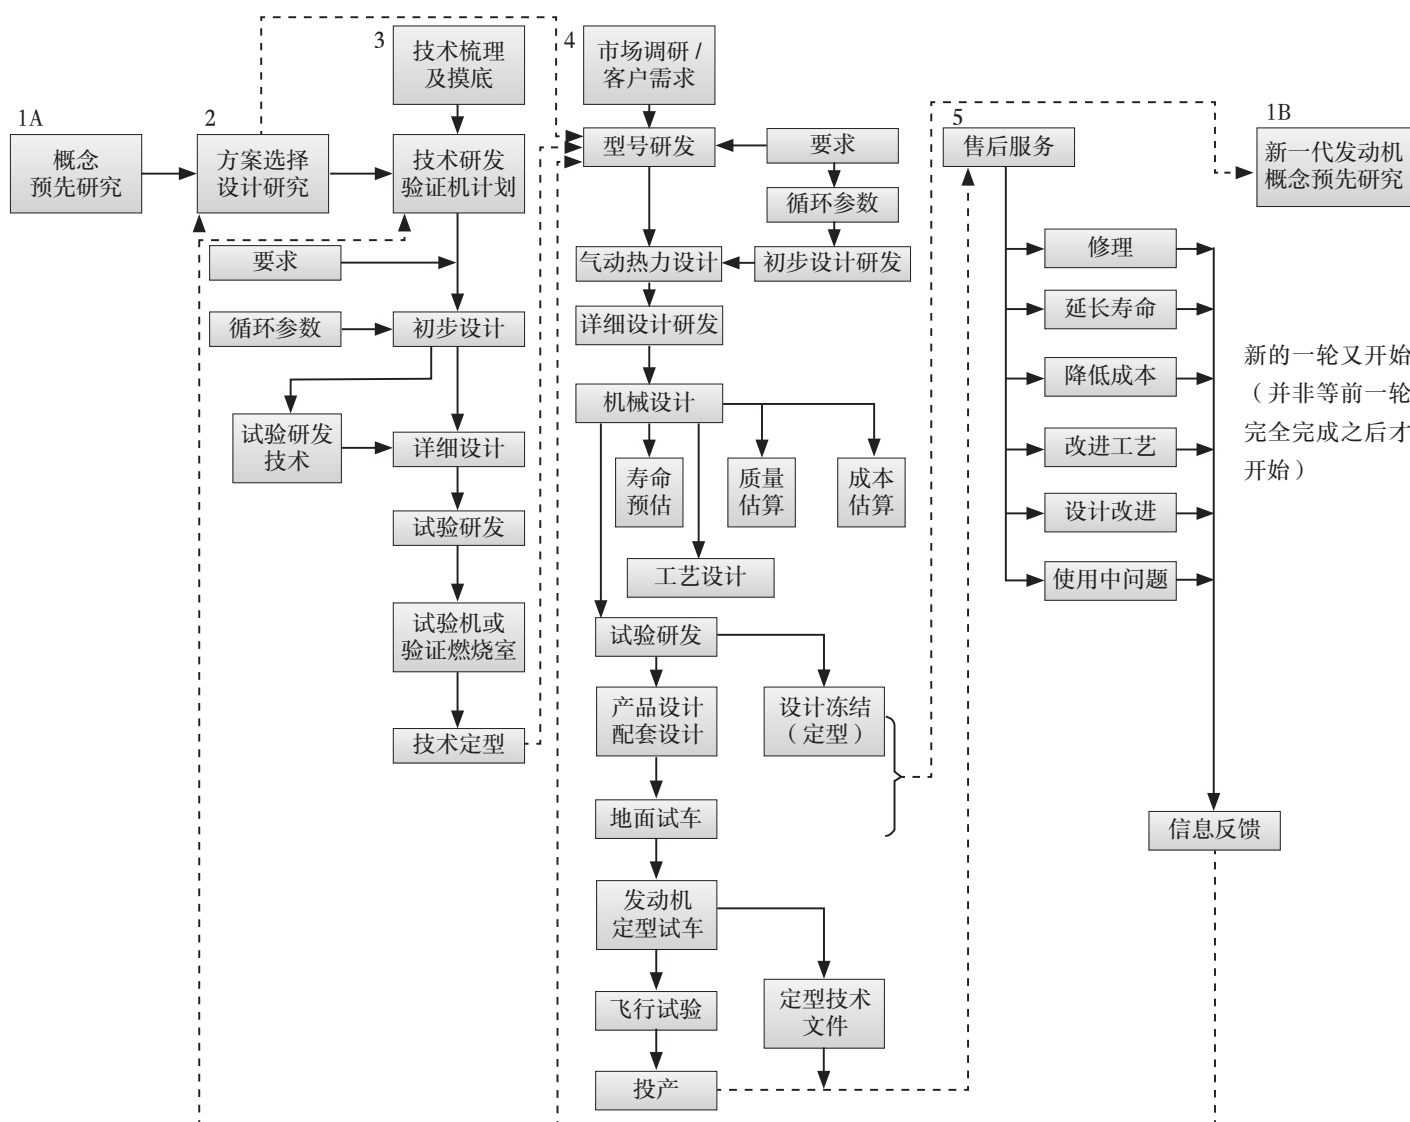 1A
概念
预先研究
2
方案选择
设计研究
3
技术梳理
及摸底
技术研发
验证机计划
要求
循环参数
初步设计
试验研发
技术
详细设计
试验研发
试验机或
验证燃烧室
技术定型
4
市场调研/
客户需求
型号研发
要求
循环参数
初步设计研发
气动热力设计
详细设计研发
机械设计
寿命
预估
质量
估算
成本
估算
工艺设计
试验研发
产品设计
配套设计
设计冻结
（定型）
地面试车
发动机
定型试车
飞行试验
定型技术
文件
投产
5
售后服务
修理
延长寿命
降低成本
改进工艺
设计改进
使用中问题
信息反馈
1B
新一代发动机
概念预先研究
新的一轮又开始
（并非等前一轮
完全完成之后才
开始）